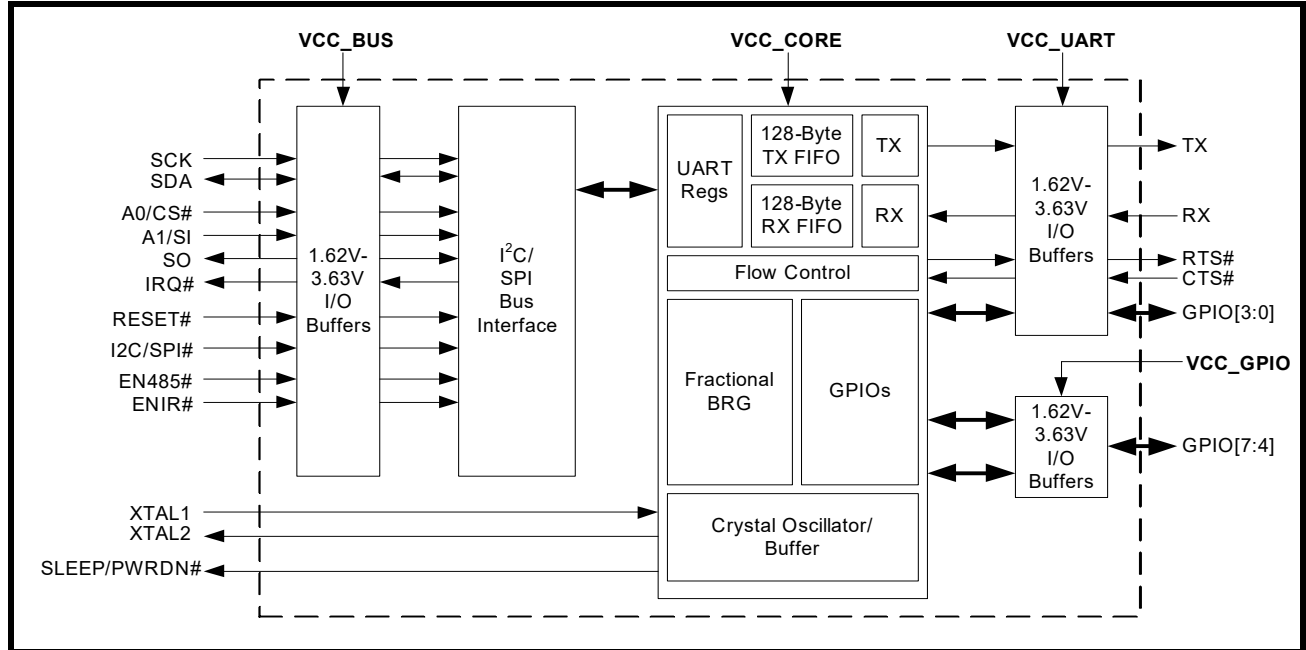 VCC_BUS
VCC_CORE
VCC_UART
SCK
SDA
A0/CS#
A1/SI
SO
IRQ#
RESET#
I2C/SPI#
EN485#
ENIR#
XTAL1
XTAL2
SLEEP/PWRDN#
1.62V-
3.63V
I/O
Buffers
I²C/
SPI
Bus
Interface
UART
Regs
128-Byte
TX FIFO
TX
128-Byte
RX FIFO
RX
Flow Control
Fractional
BRG
GPIOs
Crystal Oscillator/
Buffer
1.62V-
3.63V
I/O
Buffers
TX
RX
RTS#
CTS#
GPIO[3:0]
VCC_GPIO
1.62V-
3.63V
I/O
Buffers
GPIO[7:4]